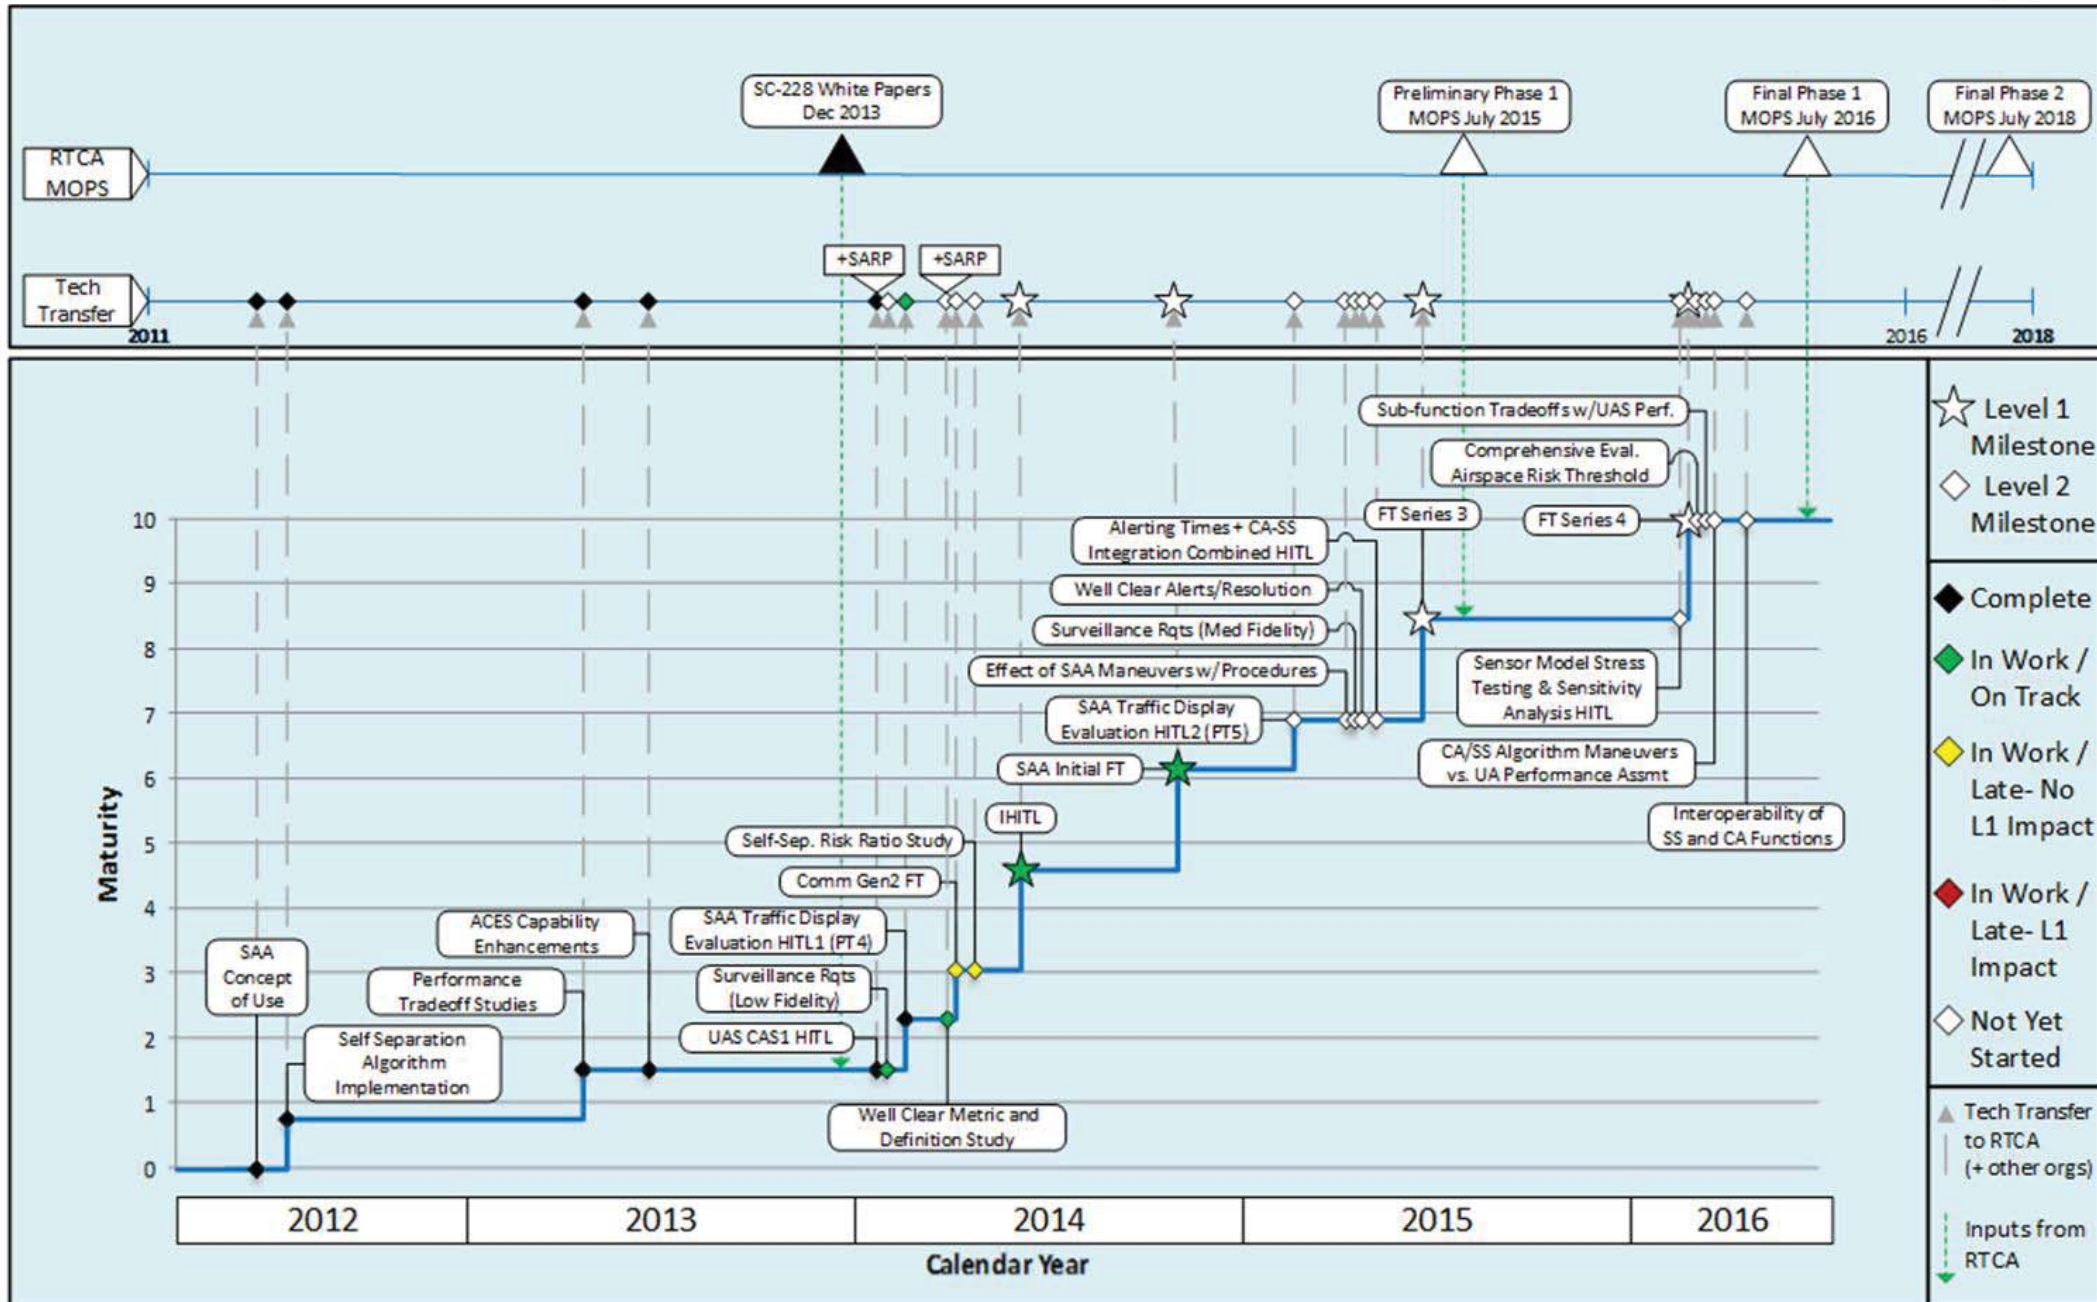 SC-228 White Papers
Dec 2013
Preliminary Phase 1
MOPS July 2015
Final Phase 1
MOPS July 2016
Final Phase 2
MOPS July 2018
RTCA
MOPS
+SARP
+SARP
Tech
Transfer
2011
2016
2018
Sub-function Tradeoffs w/UAS Perf.
Comprehensive Eval.
Airspace Risk Threshold
FT Series 3
FT Series 4
Alerting Times + CA-SS
Integration Combined HITL
Well Clear Alerts/Resolution
Surveillance Rqts (Med Fidelity)
Effect of SAA Maneuvers w/ Procedures
SAA Traffic Display
Evaluation HITL2 (PT5)
SAA Initial FT
Sensor Model Stress
Testing & Sensitivity
Analysis HITL
CA/SS Algorithm Maneuvers
vs. UA Performance Assmt
Interoperability of
SS and CA Functions
IHITL
Self-Sep. Risk Ratio Study
Comm Gen2 FT
SAA Traffic Display
Evaluation HITL1 (PT4)
Surveillance Rqts
(Low Fidelity)
UAS CAS1 HITL
ACES Capability
Enhancements
Performance
Tradeoff Studies
SAA
Concept
of Use
Self Separation
Algorithm
Implementation
Well Clear Metric and
Definition Study
Maturity
10
9
8
7
6
5
4
3
2
1
0
2012
2013
2014
2015
2016
Calendar Year
Level 1
Milestone
Level 2
Milestone
Complete
In Work /
On Track
In Work /
Late- No
L1 Impact
In Work /
Late- L1
Impact
Not Yet
Started
Tech Transfer
to RTCA
(+ other orgs)
Inputs from
RTCA